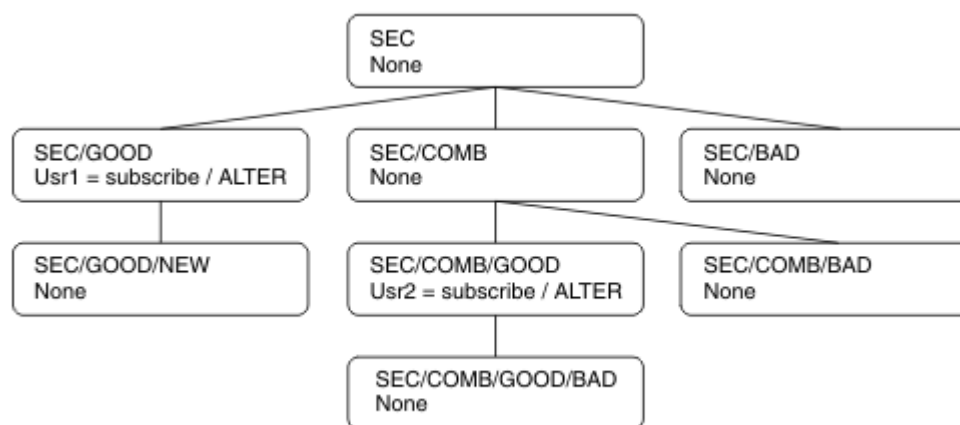 SEC
None
SEC/GOOD
Usr1 = subscribe / ALTER
SEC/COMB
None
SEC/BAD
None
SEC/GOOD/NEW
None
SEC/COMB/GOOD
Usr2 = subscribe / ALTER
SEC/COMB/BAD
None
SEC/COMB/GOOD/BAD
None